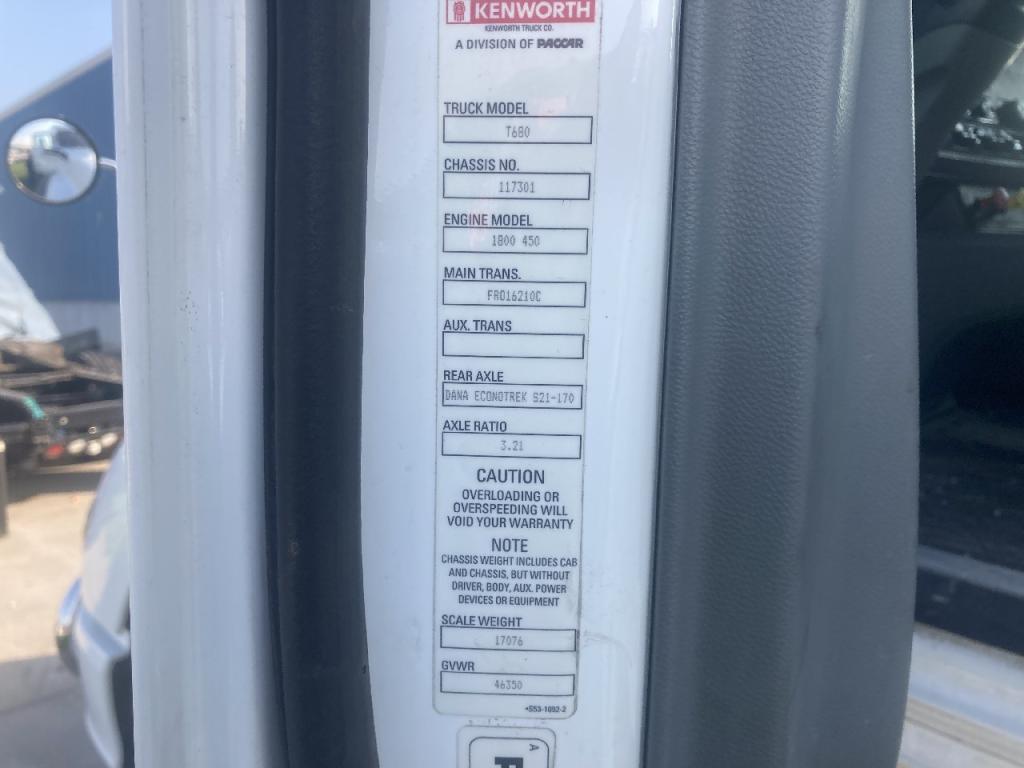 KENWORTH
KENWORTH TRUCK CO.
A DIVISION OF PACCAR
TRUCK MODEL
T680
CHASSIS NO.
117301
ENGINE MODEL
1800 450
MAIN TRANS.
FRO16210C
AUX. TRANS
REAR AXLE
DANA ECONOTREK S21-170
AXLE RATIO
3.21
CAUTION
OVERLOADING OR
OVERSPEEDING WILL
VOID YOUR WARRANTY
NOTE
CHASSIS WEIGHT INCLUDES CAB
AND CHASSIS, BUT WITHOUT
DRIVER, BODY, AUX. POWER
DEVICES OR EQUIPMENT
SCALE WEIGHT
17076
GVWR
46350
•S53-1092-2
A